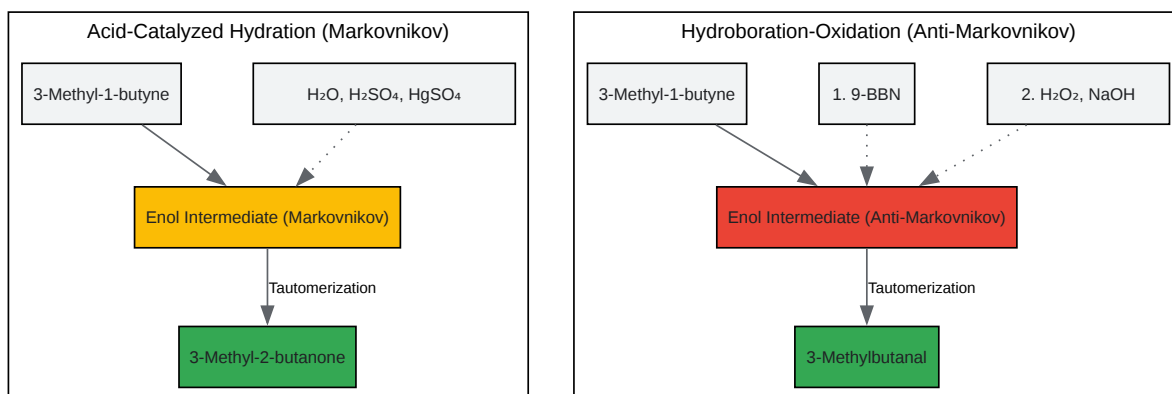 Acid-Catalyzed Hydration (Markovnikov)
3-Methyl-1-butyne
H₂O, H₂SO₄, HgSO₄
Enol Intermediate (Markovnikov)
Tautomerization
3-Methyl-2-butanone
Hydroboration-Oxidation (Anti-Markovnikov)
3-Methyl-1-butyne
1. 9-BBN
2. H₂O₂, NaOH
Enol Intermediate (Anti-Markovnikov)
Tautomerization
3-Methylbutanal